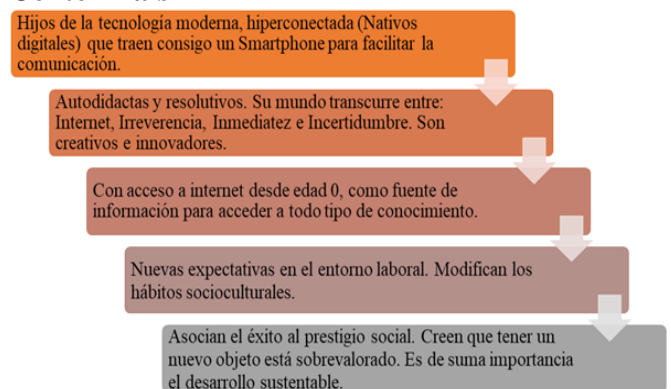 Hijos de la tecnología moderna, hiperconectada (Nativos
digitales) que traen consigo un Smartphone para facilitar la
comunicación.
Autodidactas y resolutivos. Su mundo transcurre entre:
Internet, Irreverencia, Inmediatez e Incertidumbre. Son
creativos e innovadores.
Con acceso a internet desde edad 0, como fuente de
información para acceder a todo tipo de conocimiento.
Nuevas expectativas en el entorno laboral. Modifican los
hábitos socioculturales.
Asocian el éxito al prestigio social. Creen que tener un
nuevo objeto está sobrevalorado. Es de suma importancia
el desarrollo sustentable.